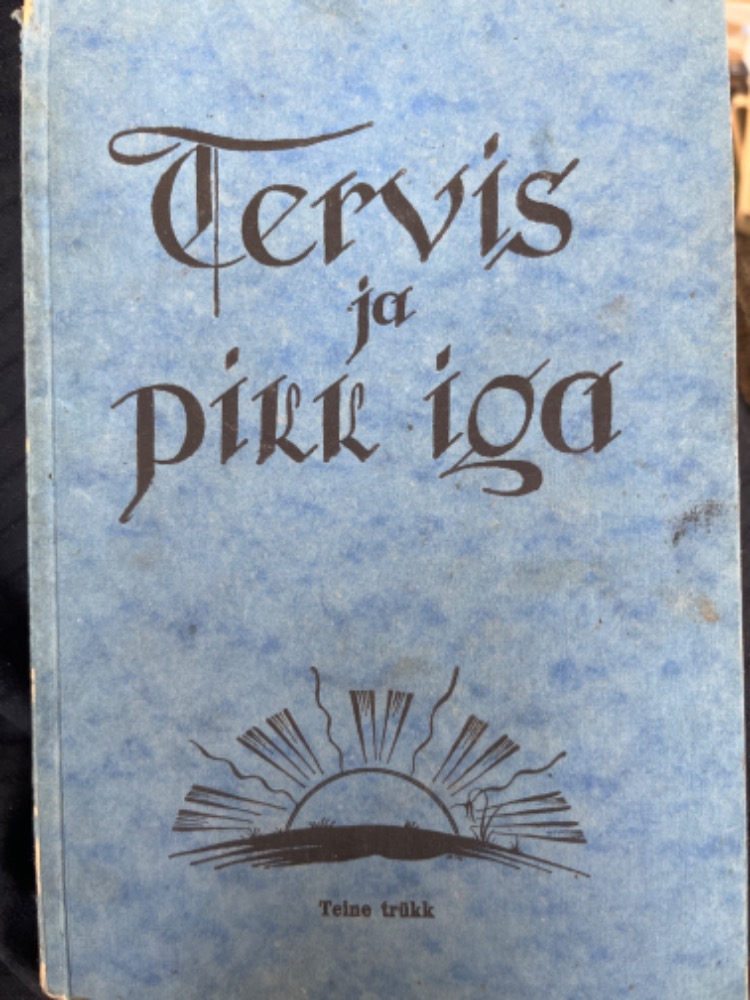 Tervis
ja
pikk iga
Teine trükk